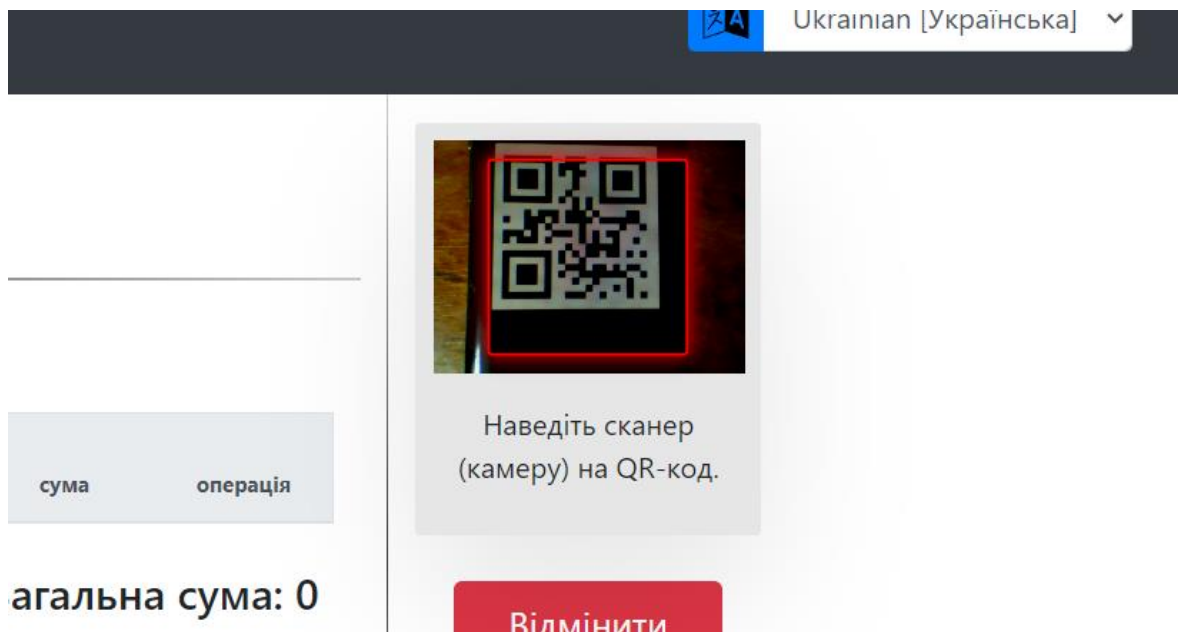 Ukrainian [Українська]
Наведіть сканер
(камеру) на QR-код.
сума операція
агальна сума: 0
Відмінити